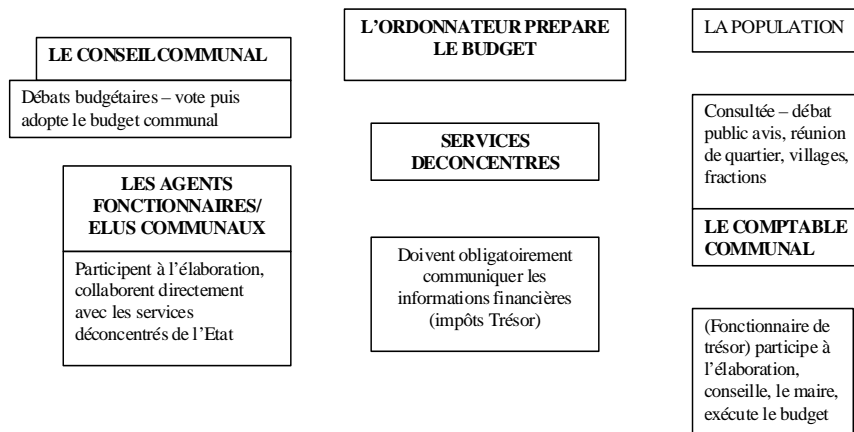 LE CONSEIL COMMUNAL
Débats budgétaires – vote puis
adopte le budget communal
LES AGENTS
FONCTIONNAIRES/
ELUS COMMUNAUX
Participent à l'élaboration,
collaborent directement
avec les services
déconcentrés de l'Etat
L'ORDONNATEUR PREPARE
LE BUDGET
SERVICES
DECONCENTRES
Doivent obligatoirement
communiquer les
informations financières
(impôts Trésor)
LA POPULATION
Consultée – débat
public avis, réunion
de quartier, villages,
fractions
LE COMPTABLE
COMMUNAL
(Fonctionnaire de
trésor) participe à
l'élaboration,
conseille, le maire,
exécute le budget